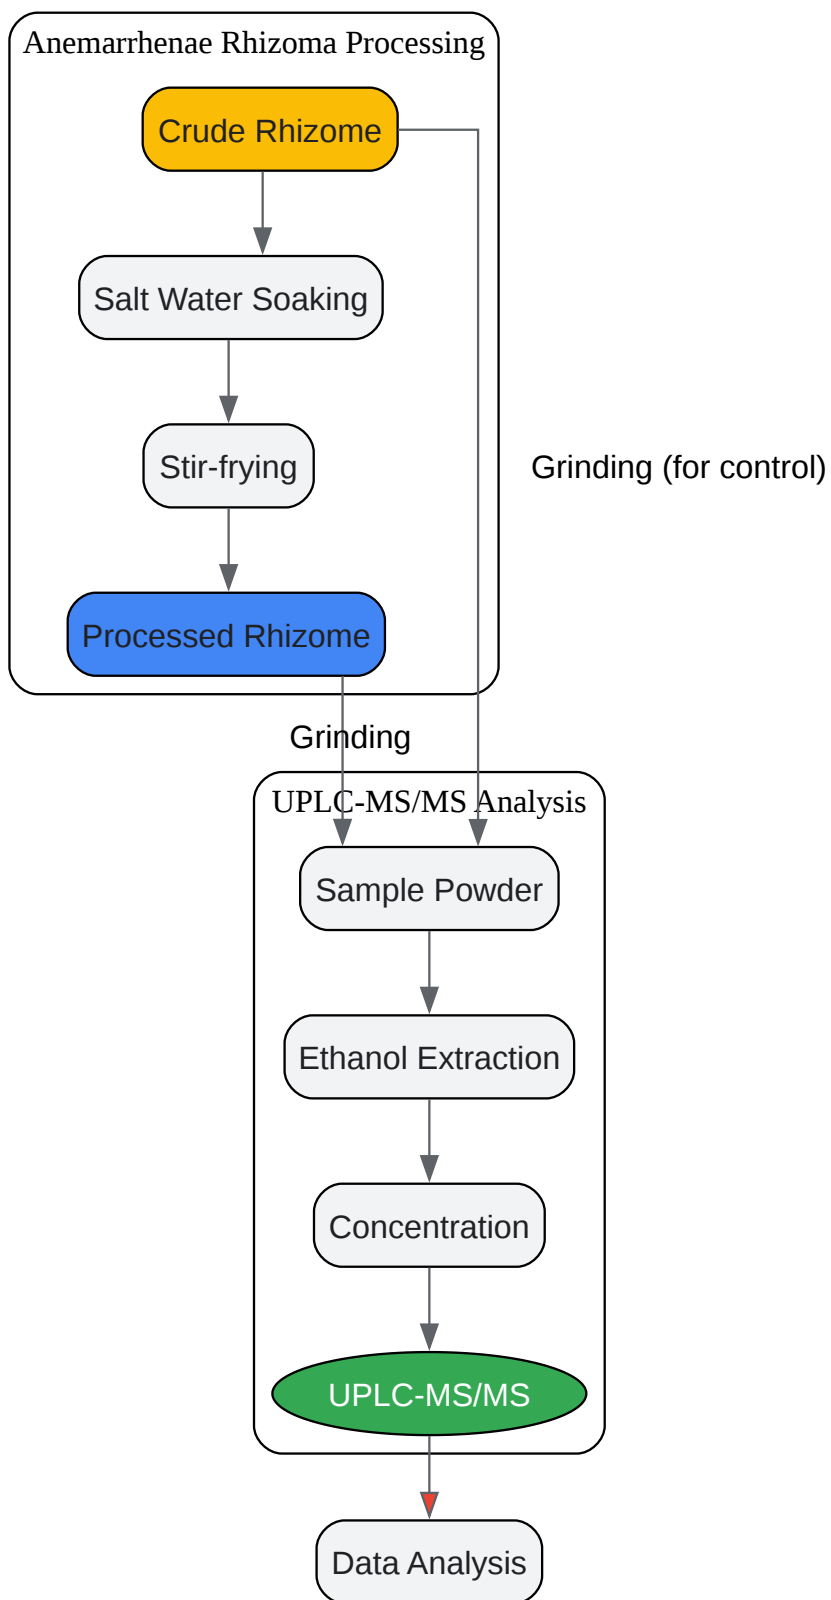 Anemarrhenae Rhizoma Processing
Crude Rhizome
Salt Water Soaking
Stir-frying
Grinding (for control)
Processed Rhizome
Grinding
UPLC-MS/MS Analysis
Sample Powder
Ethanol Extraction
Concentration
UPLC-MS/MS
Data Analysis